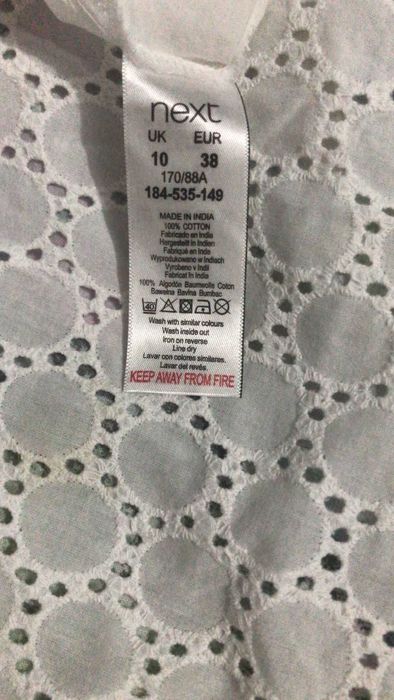 next
UK EUR
10 38
170/88A
184-535-149
MADE IN INDIA
100% COTTON
Fabricado en India
Hergestellt in Indien
Fabriqué en Inde
Wyprodukowano w Indiach
Vyrobeno v Indii
Fabricat în India
100% Algodón Baumwolle Coton
Bawełna Bavlna Bumbac
40
Wash with similar colours
Wash inside out
Iron on reverse
Line dry
Lavar con colores similares.
Lavar del revés.
KEEP AWAY FROM FIRE